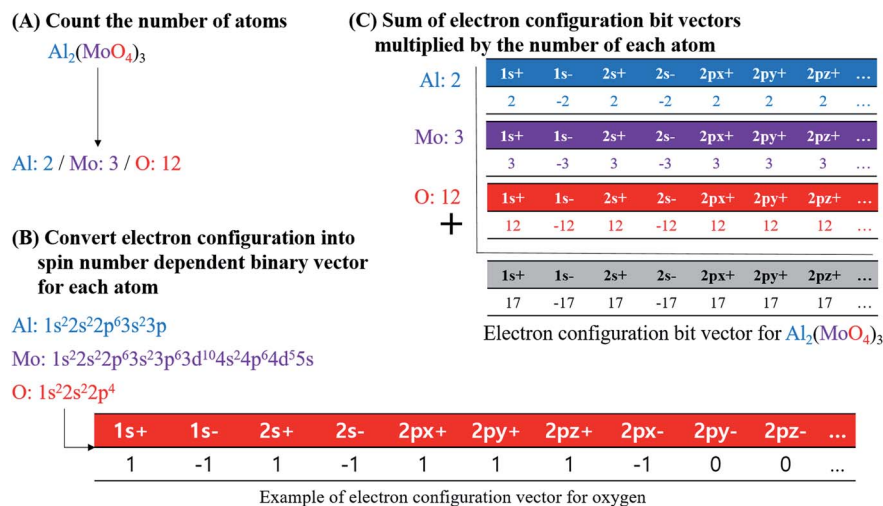 (A) Count the number of atoms
Al₂(MoO₄)₃
Al: 2 / Mo: 3 / O: 12
(B) Convert electron configuration into
spin number dependent binary vector
for each atom
Al: 1s²2s²2p⁶3s²3p
Mo: 1s²2s²2p⁶3s²3p⁶3d¹⁰4s²4p⁶4d⁵5s
O: 1s²2s²2p⁴
(C) Sum of electron configuration bit vectors
multiplied by the number of each atom
Al: 2
1s+ 1s- 2s+ 2s- 2px+ 2py+ 2pz+ ...
2 -2 2 -2 2 2 2 ...
Mo: 3
1s+ 1s- 2s+ 2s- 2px+ 2py+ 2pz+ ...
3 -3 3 -3 3 3 3 ...
O: 12
1s+ 1s- 2s+ 2s- 2px+ 2py+ 2pz+ ...
12 -12 12 -12 12 12 12 ...
+
1s+ 1s- 2s+ 2s- 2px+ 2py+ 2pz+ ...
17 -17 17 -17 17 17 17 ...
Electron configuration bit vector for Al₂(MoO₄)₃
1s+ 1s- 2s+ 2s- 2px+ 2py+ 2pz+ 2px- 2py- 2pz- ...
1 -1 1 -1 1 1 1 -1 0 0 ...
Example of electron configuration vector for oxygen